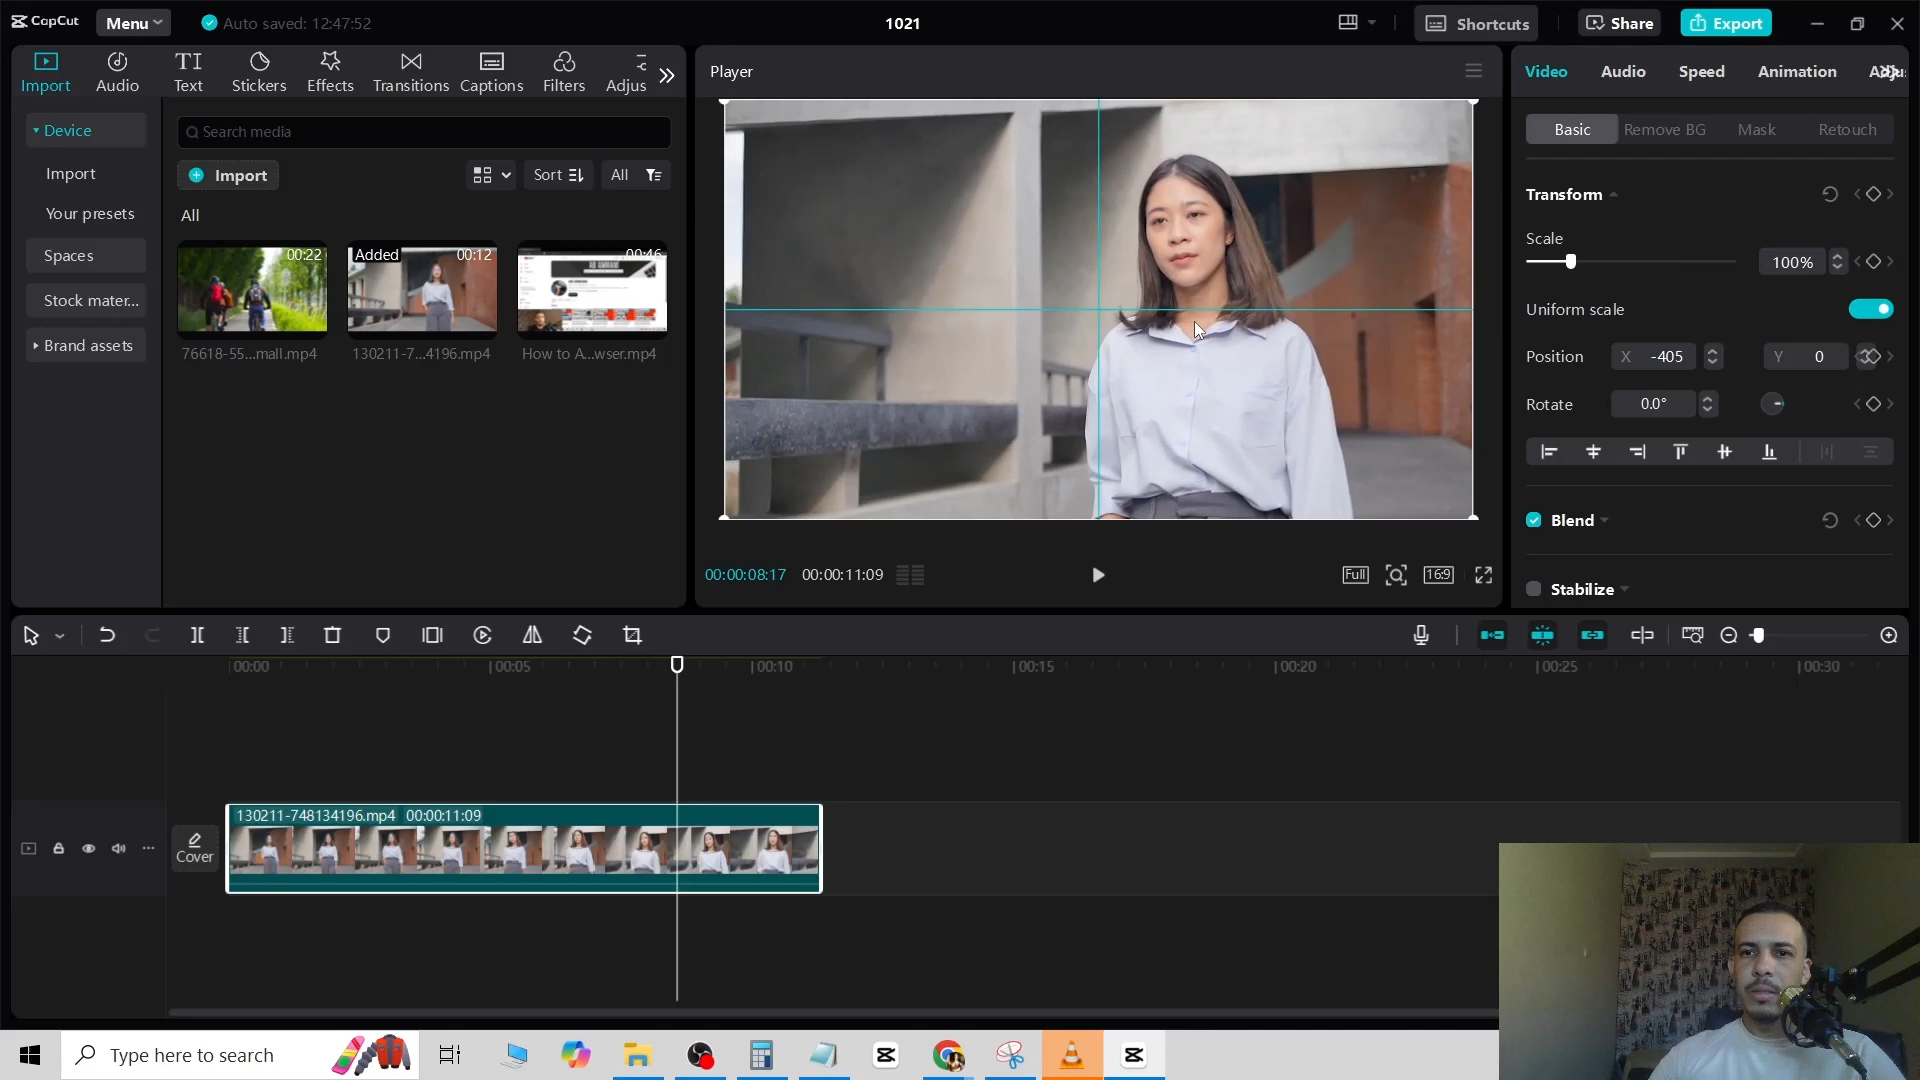 CapCut
Menu
Auto saved: 12:47:52
1021
Shortcuts
Share
Export
Import
Audio
Text
Stickers
Effects
Transitions
Captions
Filters
Adjus
Device
Import
Your presets
Spaces
Stock mater...
Brand assets
Search media
Import
Sort
All
All
00:22
76618-55...mall.mp4
Added
00:12
130211-7...4196.mp4
00:46
How to A...wser.mp4
Player
00:00:08:17
00:00:11:09
Full
16:9
Video
Audio
Speed
Animation
Basic
Remove BG
Mask
Retouch
Transform
Scale
100%
Uniform scale
Position
X -405
Y 0
Rotate
0.0°
Blend
Stabilize
00:00
00:05
00:10
00:15
00:20
00:25
00:30
Cover
130211-748134196.mp4 00:00:11:09
Type here to search